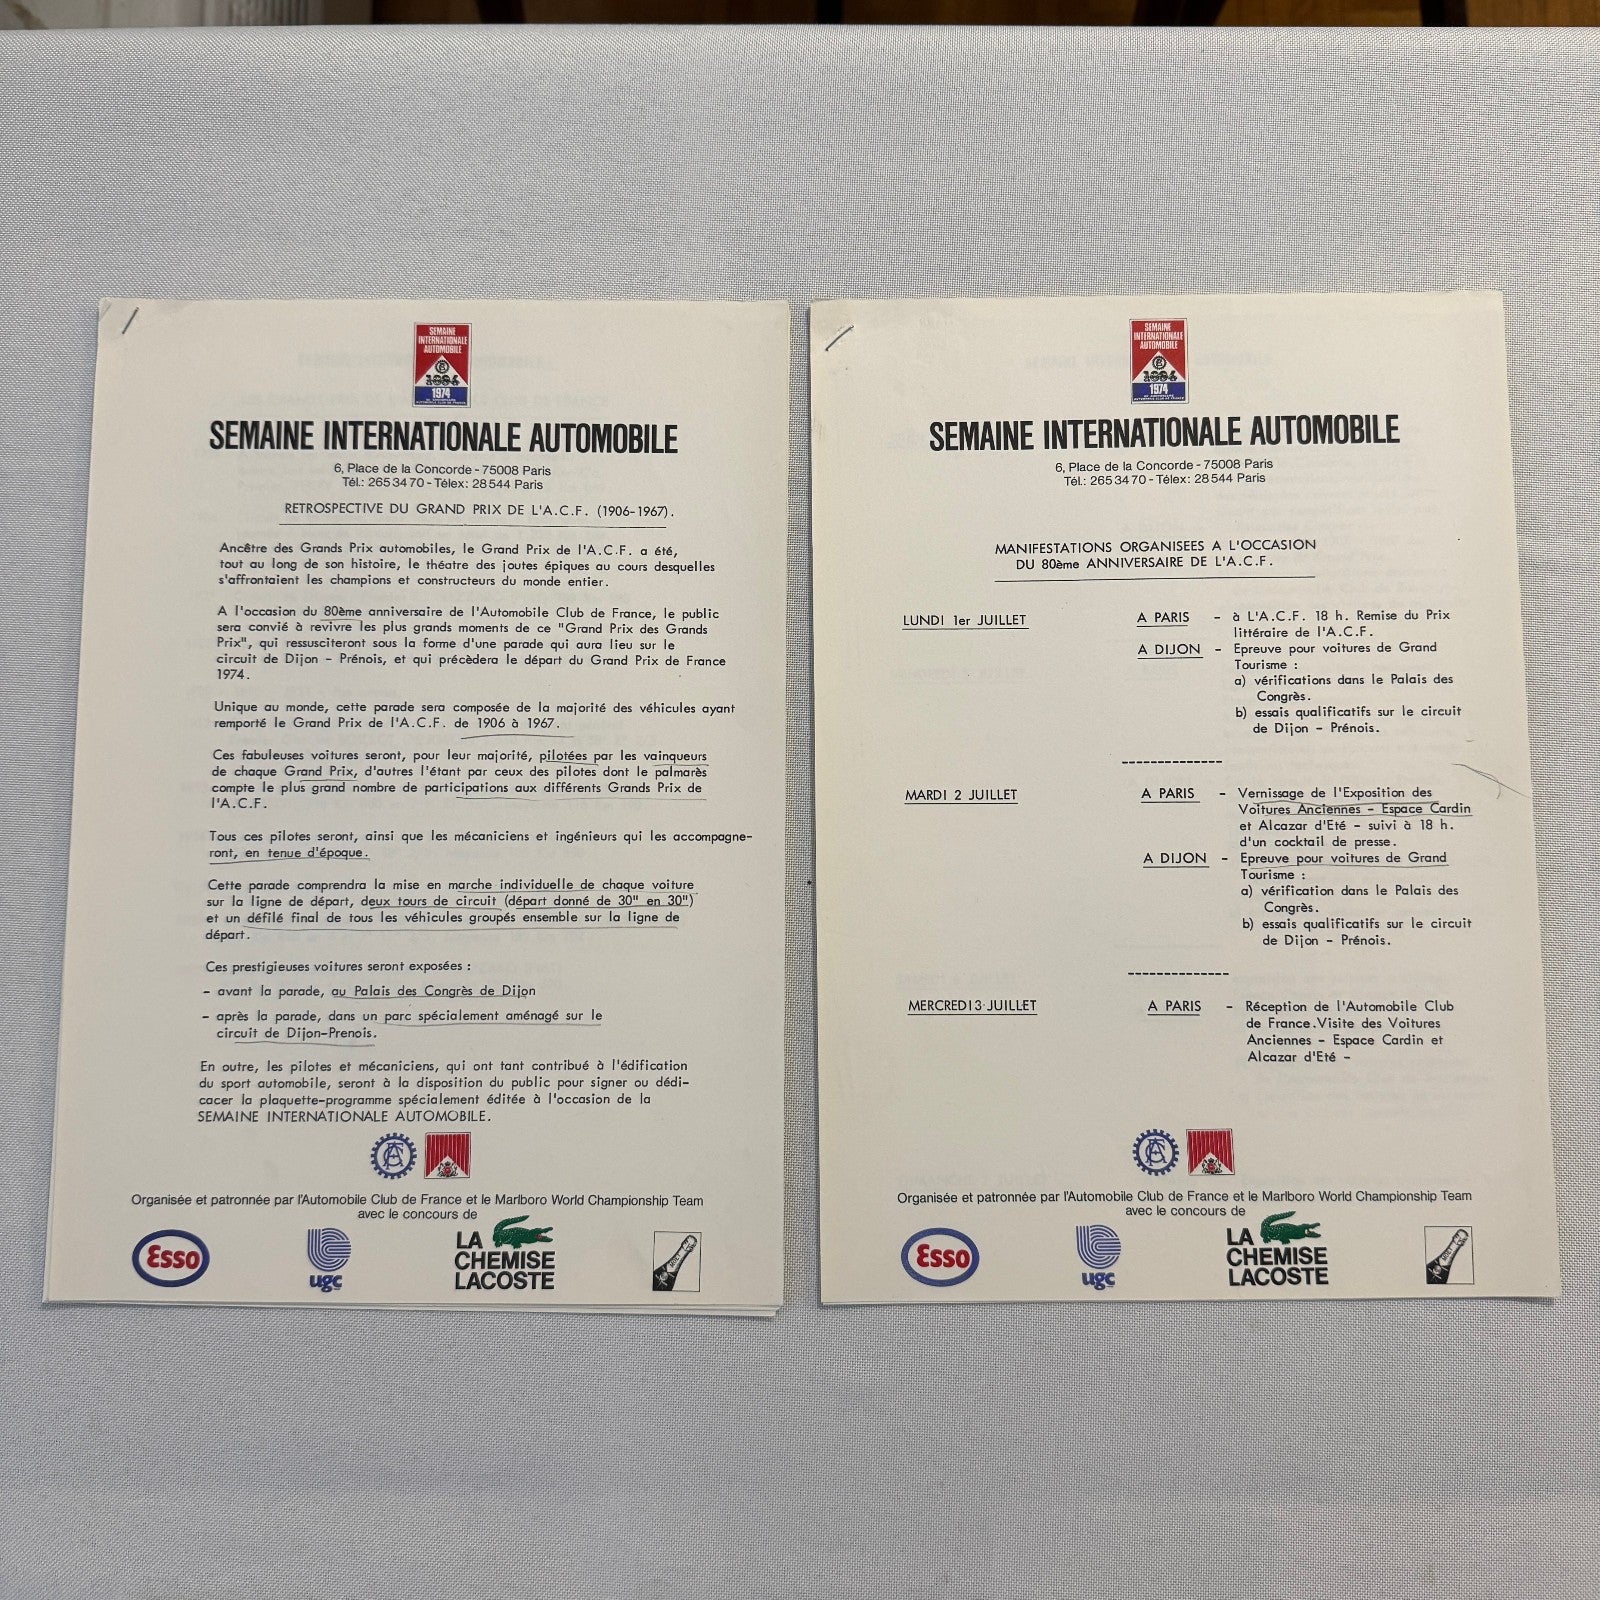 SEMAINE
INTERNATIONALE
AUTOMOBILE
1974
SEMAINE INTERNATIONALE AUTOMOBILE
6, Place de la Concorde - 75008 Paris
Tél.: 265 34 70 - Télex: 28 544 Paris
RETROSPECTIVE DU GRAND PRIX DE L'A.C.F. (1906-1967).
Ancêtre des Grands Prix automobiles, le Grand Prix de l'A.C.F. a été,
tout au long de son histoire, le théatre des joutes épiques au cours desquelles
s'affrontaient les champions et constructeurs du monde entier.
A l'occasion du 80ème anniversaire de l'Automobile Club de France, le public
sera convié à revivre les plus grands moments de ce "Grand Prix des Grands
Prix", qui ressusciteront sous la forme d'une parade qui aura lieu sur le
circuit de Dijon - Prénois, et qui précèdera le départ du Grand Prix de France
1974.
Unique au monde, cette parade sera composée de la majorité des véhicules ayant
remporté le Grand Prix de l'A.C.F. de 1906 à 1967.
Ces fabuleuses voitures seront, pour leur majorité, pilotées par les vainqueurs
de chaque Grand Prix, d'autres l'étant par ceux des pilotes dont le palmarès
compte le plus grand nombre de participations aux différents Grands Prix de
l'A.C.F.
Tous ces pilotes seront, ainsi que les mécaniciens et ingénieurs qui les accompagne-
ront, en tenue d'époque.
Cette parade comprendra la mise en marche individuelle de chaque voiture
sur la ligne de départ, deux tours de circuit (départ donné de 30" en 30")
et un défilé final de tous les véhicules groupés ensemble sur la ligne de
départ.
Ces prestigieuses voitures seront exposées :
- avant la parade, au Palais des Congrès de Dijon
- après la parade, dans un parc spécialement aménagé sur le
circuit de Dijon-Prenois.
En outre, les pilotes et mécaniciens, qui ont tant contribué à l'édification
du sport automobile, seront à la disposition du public pour signer ou dédi-
cacer la plaquette-programme spécialement éditée à l'occasion de la
SEMAINE INTERNATIONALE AUTOMOBILE.
Organisée et patronnée par l'Automobile Club de France et le Marlboro World Championship Team
avec le concours de
Esso
ugc
LA
CHEMISE
LACOSTE
SEMAINE
INTERNATIONALE
AUTOMOBILE
1974
SEMAINE INTERNATIONALE AUTOMOBILE
6, Place de la Concorde - 75008 Paris
Tél.: 265 34 70 - Télex: 28 544 Paris
MANIFESTATIONS ORGANISEES A L'OCCASION
DU 80ème ANNIVERSAIRE DE L'A.C.F.
LUNDI 1er JUILLET A PARIS - à L'A.C.F. 18 h. Remise du Prix
littéraire de l'A.C.F.
A DIJON - Epreuve pour voitures de Grand
Tourisme :
a) vérifications dans le Palais des
Congrès.
b) essais qualificatifs sur le circuit
de Dijon - Prénois.
--------------
MARDI 2 JUILLET A PARIS - Vernissage de l'Exposition des
Voitures Anciennes - Espace Cardin
et Alcazar d'Eté - suivi à 18 h.
d'un cocktail de presse.
A DIJON - Epreuve pour voitures de Grand
Tourisme :
a) vérification dans le Palais des
Congrès.
b) essais qualificatifs sur le circuit
de Dijon - Prénois.
--------------
MERCREDI 3 JUILLET A PARIS - Réception de l'Automobile Club
de France.Visite des Voitures
Anciennes - Espace Cardin et
Alcazar d'Eté -
Organisée et patronnée par l'Automobile Club de France et le Marlboro World Championship Team
avec le concours de
Esso
ugc
LA
CHEMISE
LACOSTE